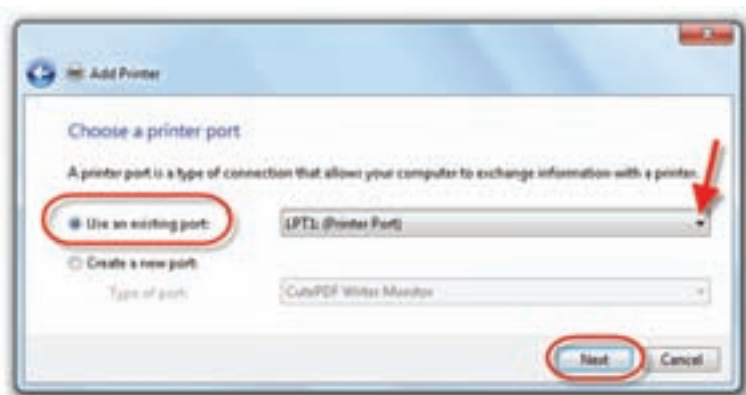 Add Printer
Choose a printer port
A printer port is a type of connection that allows your computer to exchange information with a printer.
Use an existing port: LPT1: (Printer Port)
Create a new port:
Type of port: CutePDF Writer Monitor
Next Cancel